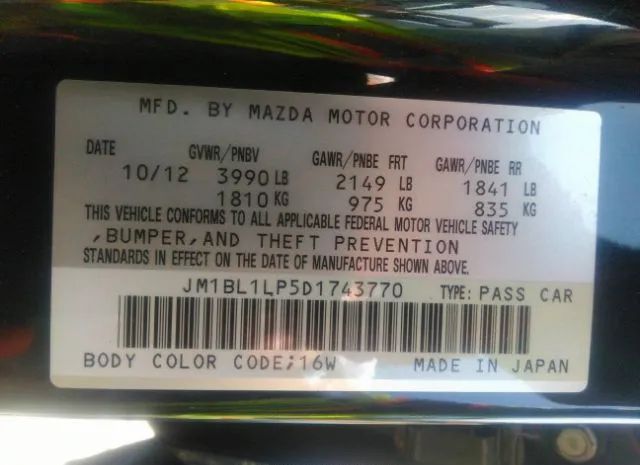 MFD. BY MAZDA MOTOR CORPORATION
DATE GVWR/PNBV GAWR/PNBE FRT GAWR/PNBE RR
10/12 3990 LB 2149 LB 1841 LB
1810 KG 975 KG 835 KG
THIS VEHICLE CONFORMS TO ALL APPLICABLE FEDERAL MOTOR VEHICLE SAFETY
,BUMPER,AND THEFT PREVENTION
STANDARDS IN EFFECT ON THE DATE OF MANUFACTURE SHOWN ABOVE.
JM1BL1LP5D1743770 TYPE: PASS CAR
BODY COLOR CODE;16W MADE IN JAPAN